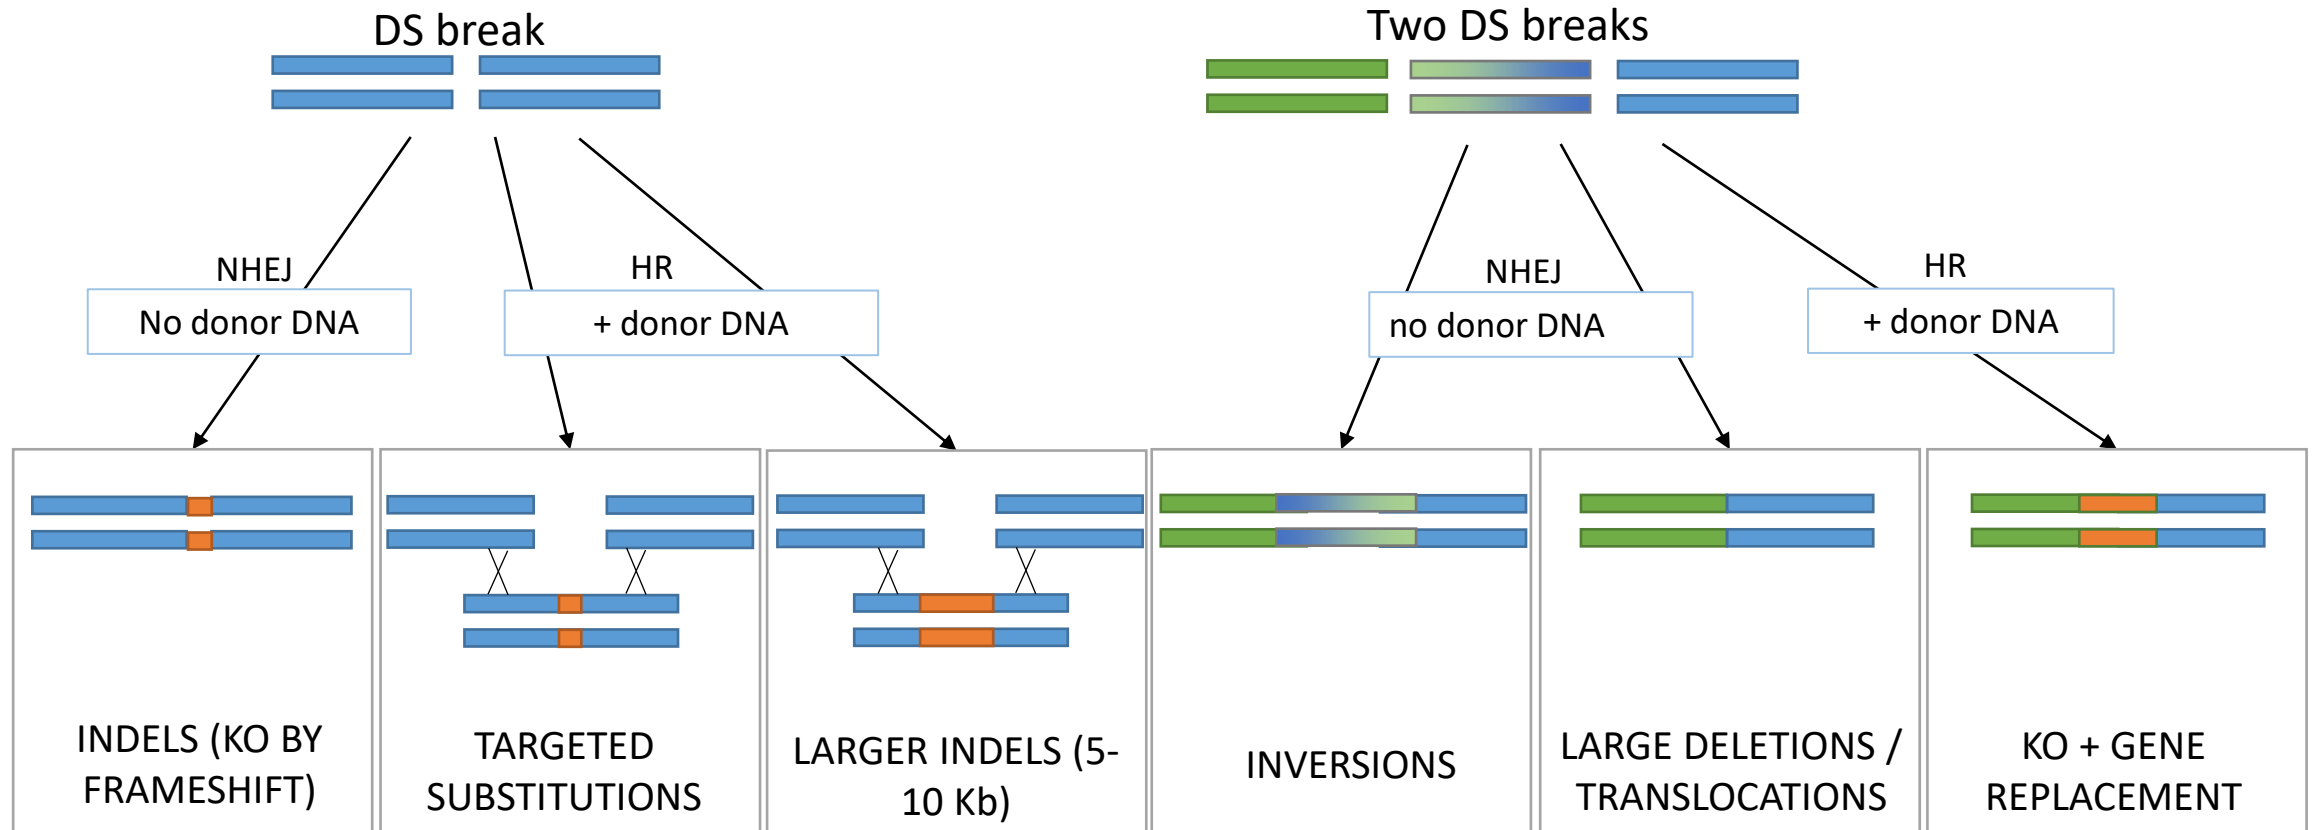 DS break
Two DS breaks
NHEJ
No donor DNA
HR
+ donor DNA
NHEJ
no donor DNA
HR
+ donor DNA
INDELS (KO BY
FRAMESHIFT)
TARGETED
SUBSTITUTIONS
LARGER INDELS (5-
10 Kb)
INVERSIONS
LARGE DELETIONS /
TRANSLOCATIONS
KO + GENE
REPLACEMENT